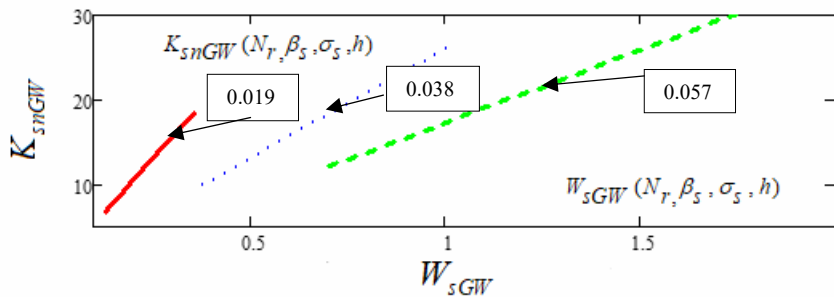 30
K_snGW (N_r, β_s, σ_s, h)
0.019
0.038
0.057
20
K_snGW
10
W_sGW (N_r, β_s, σ_s, h)
0.5 1 1.5
W_sGW